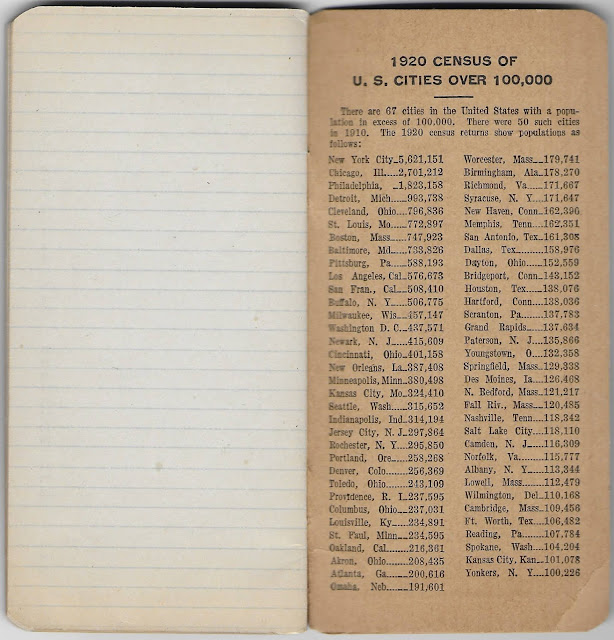 1920 CENSUS OF
U. S. CITIES OVER 100,000
There are 67 cities in the United States with a popu-
lation in excess of 100,000. There were 50 such cities
in 1910. The 1920 census returns show populations as
follows:
New York City..5,621,151
Chicago, Ill.....2,701,212
Philadelphia, ..1,823,158
Detroit, Mich.....993,738
Cleveland, Ohio....796,836
St. Louis, Mo.....772,897
Boston, Mass.....747,923
Baltimore, Md.....733,826
Pittsburg, Pa.....588,193
Los Angeles, Cal..576,673
San Fran., Cal....508,410
Buffalo, N. Y.....506,775
Milwaukee, Wis...457,147
Washington D. C..437,571
Newark, N. J.....415,609
Cincinnati, Ohio..401,158
New Orleans, La..387,408
Minneapolis, Minn..380,498
Kansas City, Mo..324,410
Seattle, Wash.....315,652
Indianapolis, Ind..314,194
Jersey City, N. J..297,864
Rochester, N. Y....295,850
Portland, Ore.....258,268
Denver, Colo.....256,369
Toledo, Ohio.....243,109
Providence, R. I..237,595
Columbus, Ohio...237,031
Louisville, Ky.....234,891
St. Paul, Minn....234,595
Oakland, Cal.....216,361
Akron, Ohio.....208,435
Atlanta, Ga.....200,616
Omaha, Neb.....191,601
Worcester, Mass...179,741
Birmingham, Ala..178,270
Richmond, Va.....171,667
Syracuse, N. Y....171,647
New Haven, Conn..162,390
Memphis, Tenn....162,351
San Antonio, Tex..161,308
Dallas, Tex.....158,976
Dayton, Ohio.....152,559
Bridgeport, Conn..143,152
Houston, Tex.....138,076
Hartford, Conn....138,036
Scranton, Pa.....137,783
Grand Rapids.....137,634
Paterson, N. J....135,866
Youngstown, O....132,358
Springfield, Mass..129,338
Des Moines, Ia....126,468
N. Bedford, Mass..121,217
Fall Riv., Mass....120,485
Nashville, Tenn....118,342
Salt Lake City....118,110
Camden, N. J.....116,309
Norfolk, Va.....115,777
Albany, N. Y.....113,344
Lowell, Mass.....112,479
Wilmington, Del..110,168
Cambridge, Mass..109,456
Ft. Worth, Tex....106,482
Reading, Pa.....107,784
Spokane, Wash....104,204
Kansas City, Kan...101,078
Yonkers, N. Y....100,226